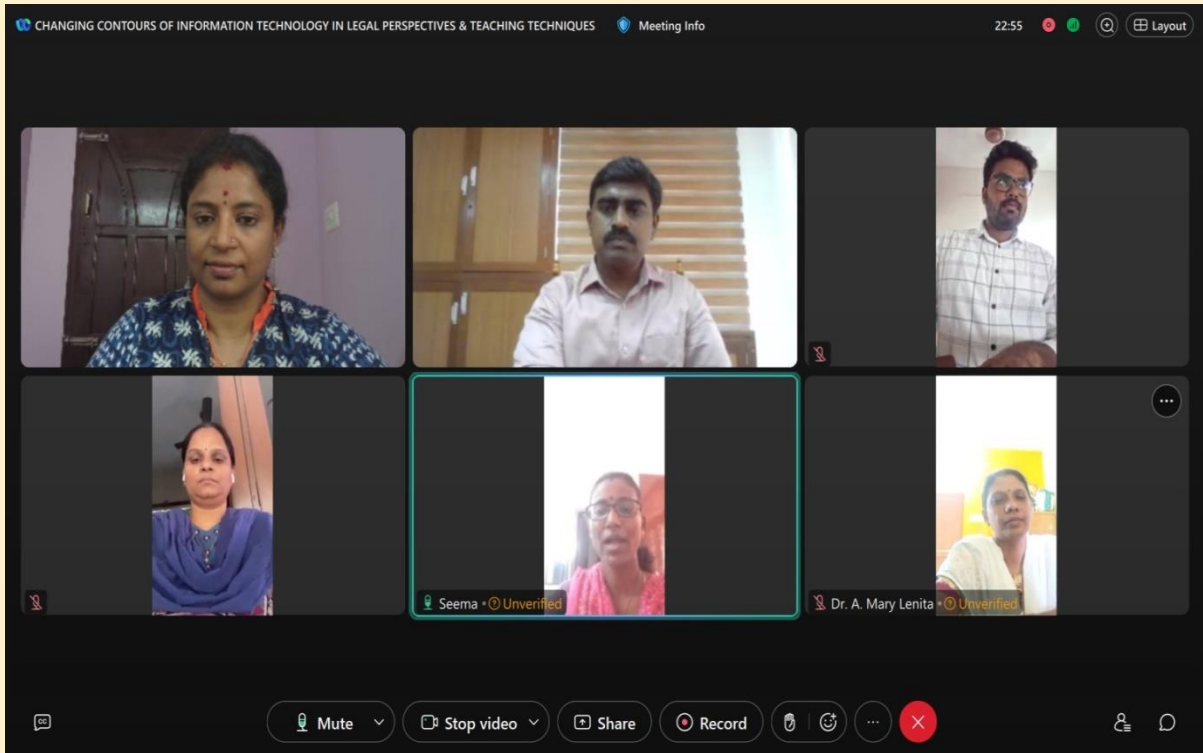 CHANGING CONTOURS OF INFORMATION TECHNOLOGY IN LEGAL PERSPECTIVES & TEACHING TECHNIQUES Meeting Info 22:55 Layout
Seema • Unverified
Dr. A. Mary Lenita • Unverified
CC Mute Stop video Share Record